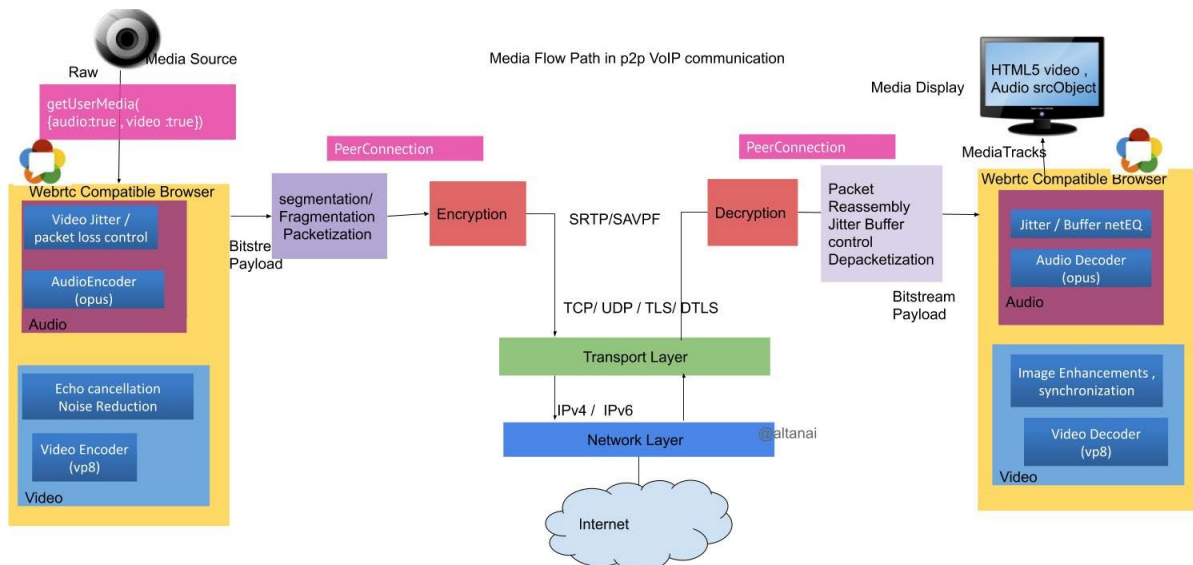 Media Source
Raw
getUserMedia(
{audio:true , video :true})
Webrtc Compatible Browser
Video Jitter /
packet loss control
AudioEncoder
(opus)
Audio
Echo cancellation
Noise Reduction
Video Encoder
(vp8)
Video
Bitstre
Payload
Media Flow Path in p2p VoIP communication
PeerConnection
segmentation/
Fragmentation
Packetization
Encryption
SRTP/SAVPF
TCP/ UDP / TLS/ DTLS
Transport Layer
IPv4 / IPv6
Network Layer
@altanai
Internet
PeerConnection
Decryption
Packet
Reassembly
Jitter Buffer
control
Depacketization
Bitstream
Payload
Media Display
HTML5 video ,
Audio srcObject
MediaTracks
Webrtc Compatible Browser
Jitter / Buffer netEQ
Audio Decoder
(opus)
Audio
Image Enhancements ,
synchronization
Video Decoder
(vp8)
Video